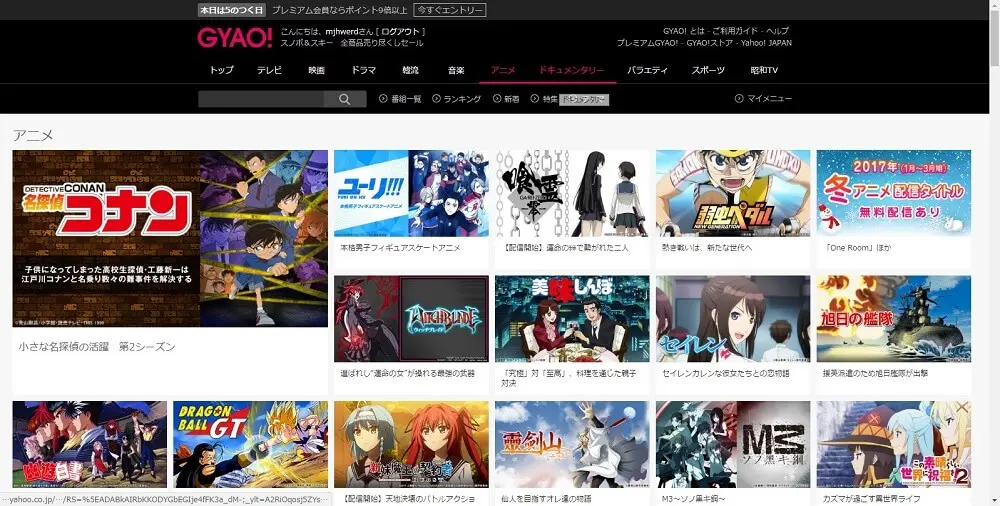 本日は5のつく日 プレミアム会員ならポイント9倍以上 今すぐエントリー
GYAO!
こんにちは、mjhwerdさん [ ログアウト ]
スノボ&スキー 全商品売り尽くしセール
GYAO! とは - ご利用ガイド - ヘルプ
プレミアムGYAO! - GYAO!ストア - Yahoo! JAPAN
トップ テレビ 映画 ドラマ 韓流 音楽 アニメ ドキュメンタリー バラエティ スポーツ 昭和TV
番組一覧 ランキング 新着 特集 ドキュメンタリー マイメニュー
アニメ
DETECTIVE CONAN
名探偵コナン
子供になってしまった高校生探偵・工藤新一は
江戸川コナンと名乗り数々の難事件を解決する
小さな名探偵の活躍 第2シーズン
ユーリ!!!
YURI ON ICE
本格男子フィギュアスケートアニメ
本格男子フィギュアスケートアニメ
喰霊
零
【配信開始】運命の絆で繋がれた二人
弱虫ペダル
NEW GENERATION
熱き戦いは、新たな世代へ
2017年(1月~3月期)
冬アニメ配信タイトル
無料配信あり
「One Room」ほか
WITCHBLADE
ウィッチブレイド
選ばれし“運命の女”が操れる最強の武器
美味しんぼ
「究極」対「至高」、料理を通じた親子
対決
セイレン
セイレンカレンな彼女たちとの恋物語
旭日の艦隊
援英派遣のため旭日艦隊が出撃
幽遊白書
DRAGON
BALL GT
新妹魔王の契約者
【配信開始】天地決壊のバトルアクショ
靈剣山
仙人を目指すオレ達の物語
M3
ソノ黒キ鋼
M3~ソノ黒キ鋼~
この素晴らしい
世界に祝福を!2
カズマが過ごす異世界ライフ